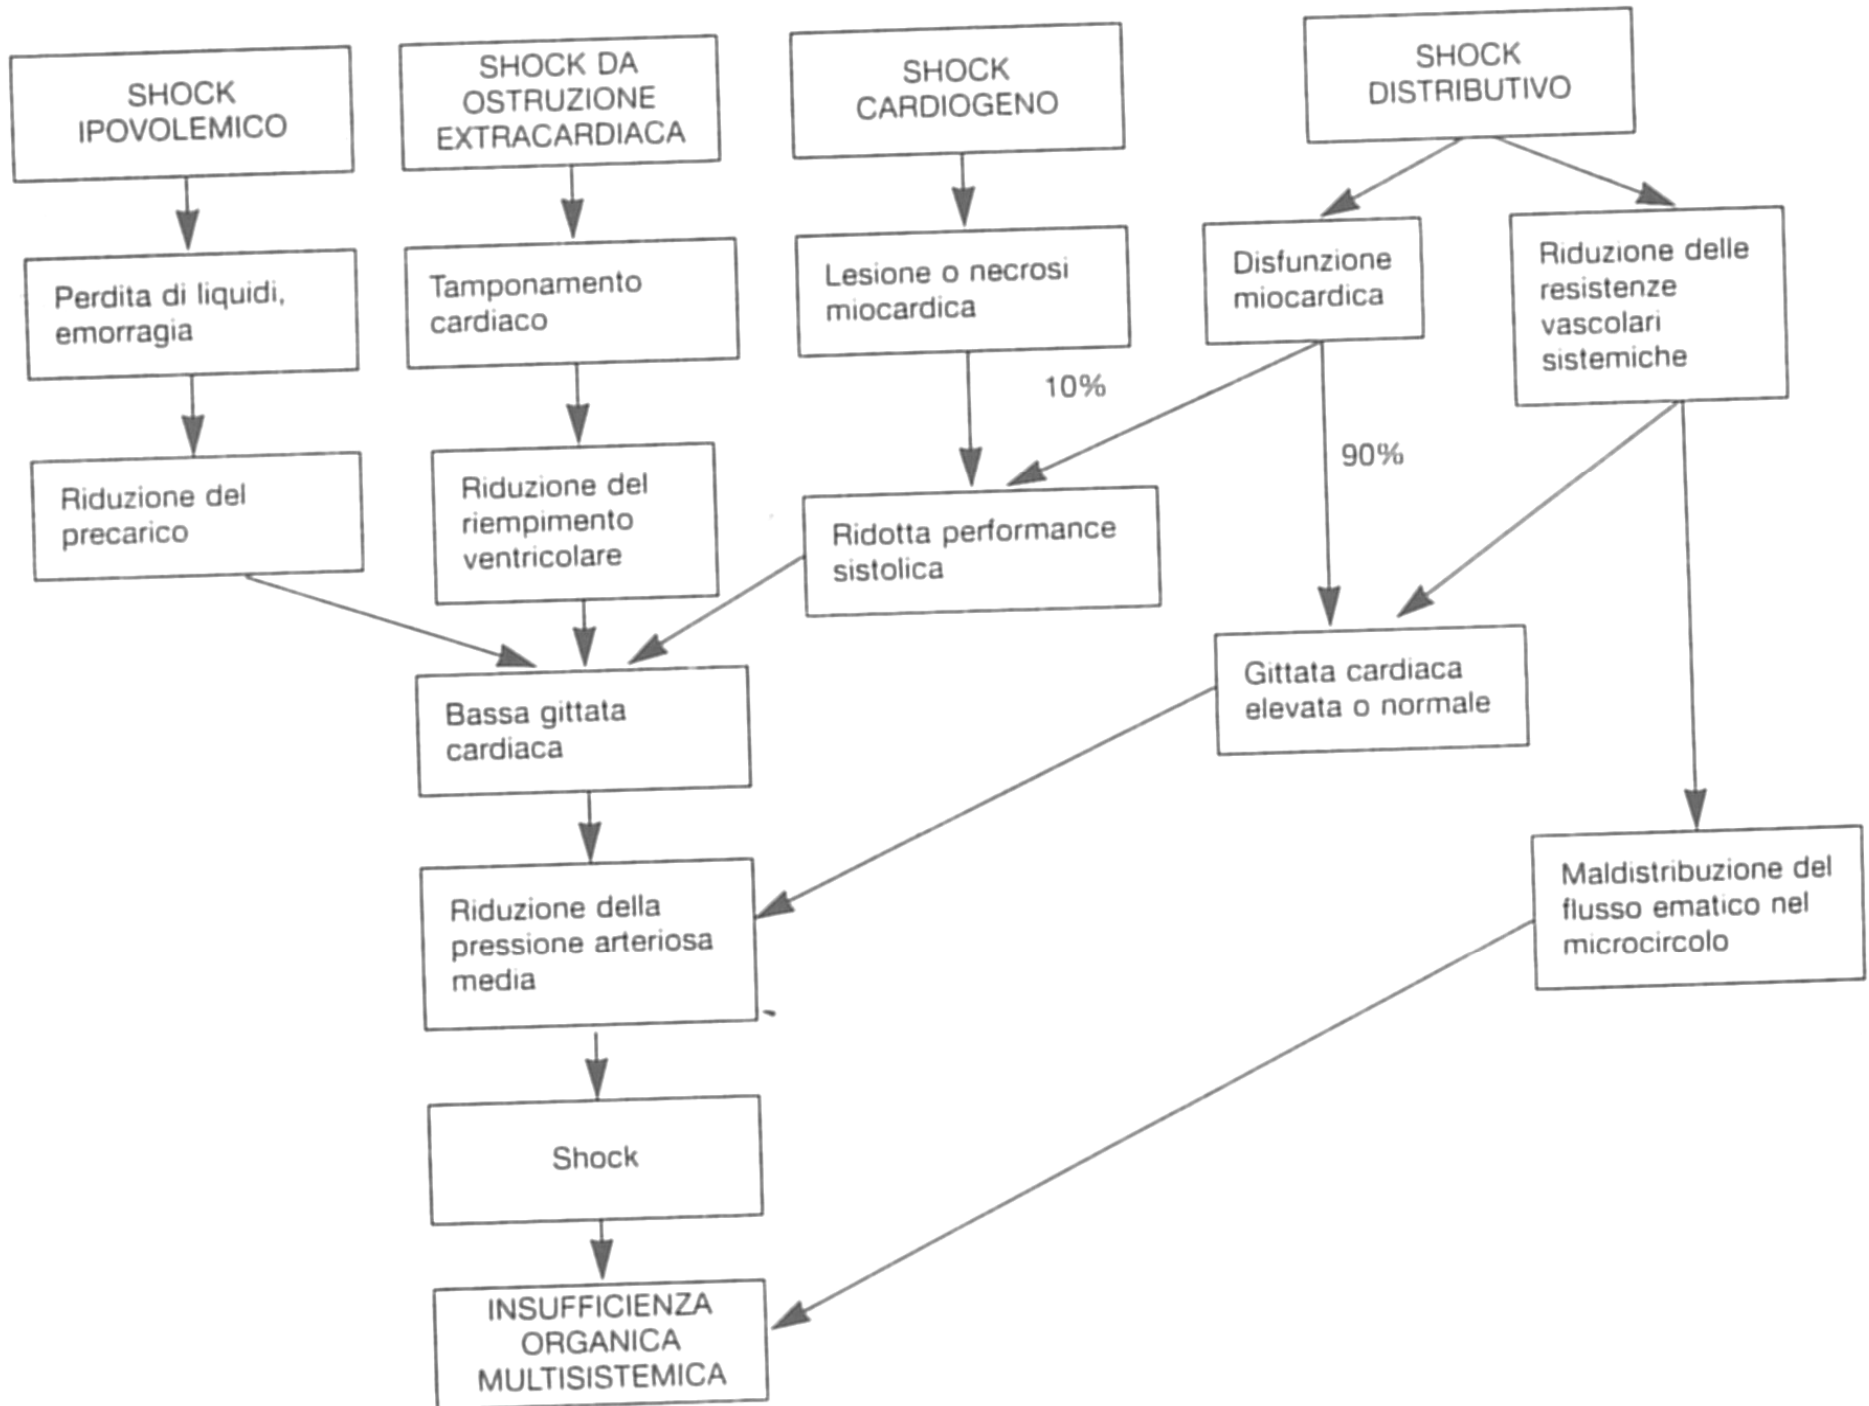 SHOCK
IPOVOLEMICO
SHOCK DA
OSTRUZIONE
EXTRACARDIACA
SHOCK
CARDIOGENO
SHOCK
DISTRIBUTIVO
Perdita di liquidi,
emorragia
Tamponamento
cardiaco
Lesione o necrosi
miocardica
Disfunzione
miocardica
Riduzione delle
resistenze
vascolari
sistemiche
10%
90%
Riduzione del
precarico
Riduzione del
riempimento
ventricolare
Ridotta performance
sistolica
Bassa gittata
cardiaca
Gittata cardiaca
elevata o normale
Riduzione della
pressione arteriosa
media
Maldistribuzione del
flusso ematico nel
microcircolo
Shock
INSUFFICIENZA
ORGANICA
MULTISISTEMICA